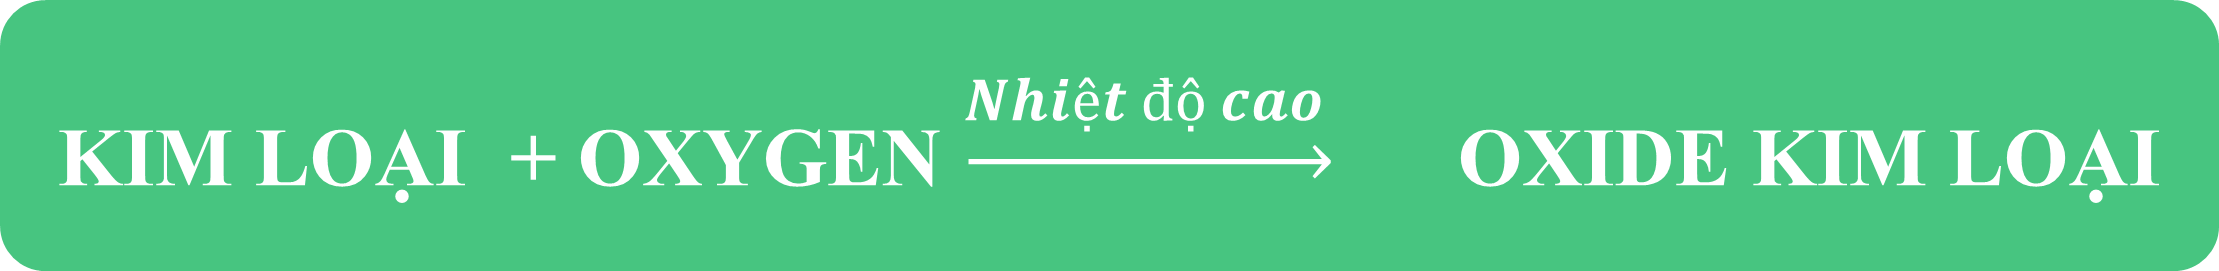 Nhiệt độ cao
KIM LOẠI + OXYGEN ⟶ OXIDE KIM LOẠI